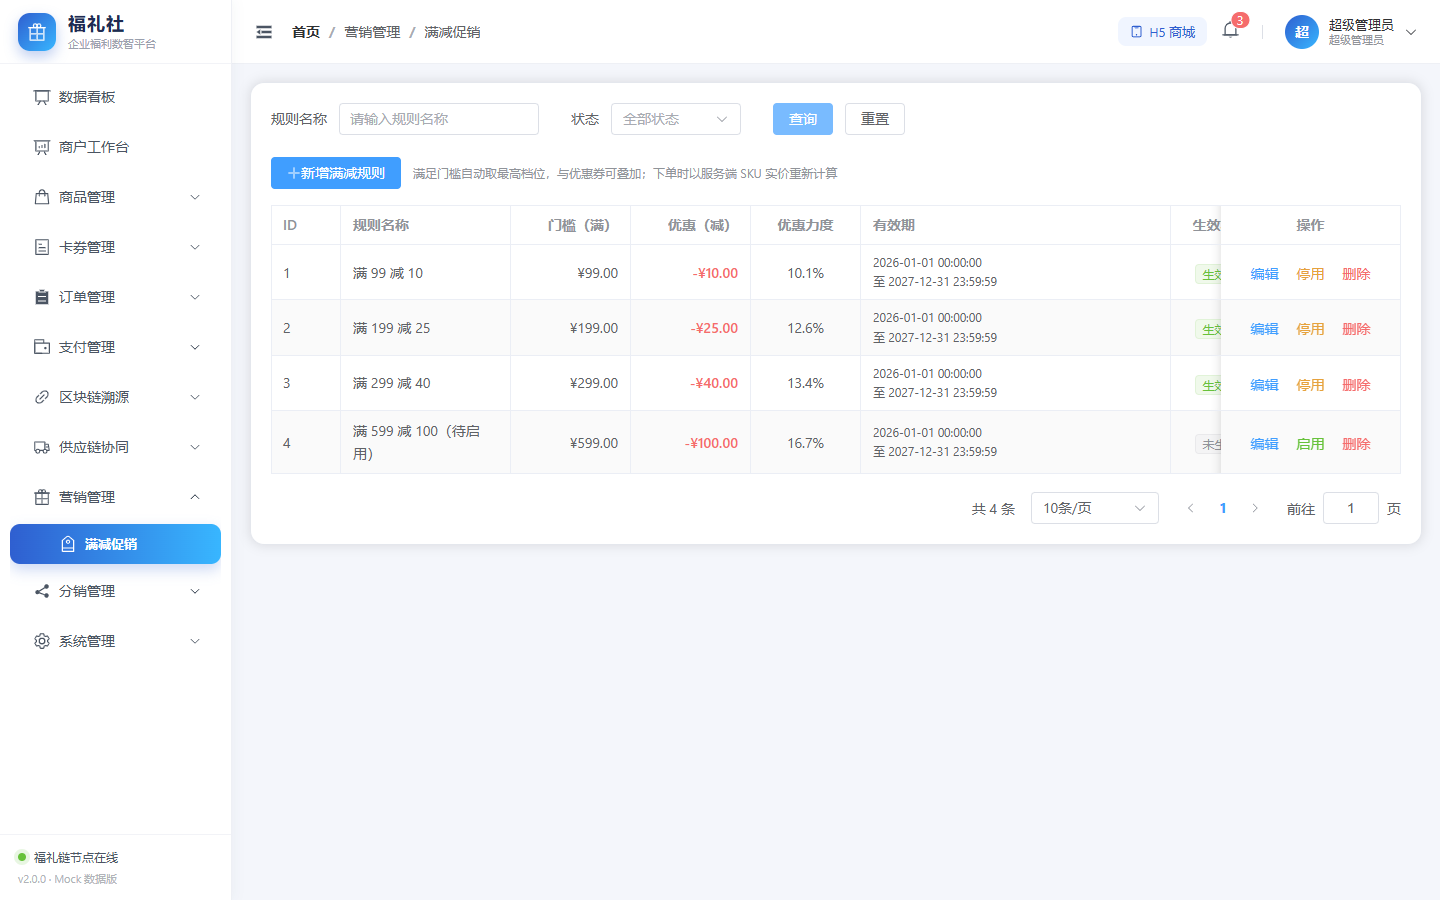 福礼社
企业福利数智平台
首页 / 营销管理 / 满减促销
H5 商城
3
超
超级管理员
超级管理员
数据看板
商户工作台
商品管理
卡券管理
订单管理
支付管理
区块链溯源
供应链协同
营销管理
满减促销
分销管理
系统管理
福礼链节点在线
v2.0.0 · Mock 数据版
规则名称 请输入规则名称 状态 全部状态 查询 重置
新增满减规则 满足门槛自动取最高档位，与优惠券可叠加；下单时以服务端 SKU 实价重新计算
ID 规则名称 门槛（满） 优惠（减） 优惠力度 有效期 生效 操作
1 满 99 减 10 ¥99.00 -¥10.00 10.1% 2026-01-01 00:00:00
至 2027-12-31 23:59:59 生效 编辑 停用 删除
2 满 199 减 25 ¥199.00 -¥25.00 12.6% 2026-01-01 00:00:00
至 2027-12-31 23:59:59 生效 编辑 停用 删除
3 满 299 减 40 ¥299.00 -¥40.00 13.4% 2026-01-01 00:00:00
至 2027-12-31 23:59:59 生效 编辑 停用 删除
4 满 599 减 100（待启
用） ¥599.00 -¥100.00 16.7% 2026-01-01 00:00:00
至 2027-12-31 23:59:59 未生 编辑 启用 删除
共 4 条 10条/页 1 前往 1 页